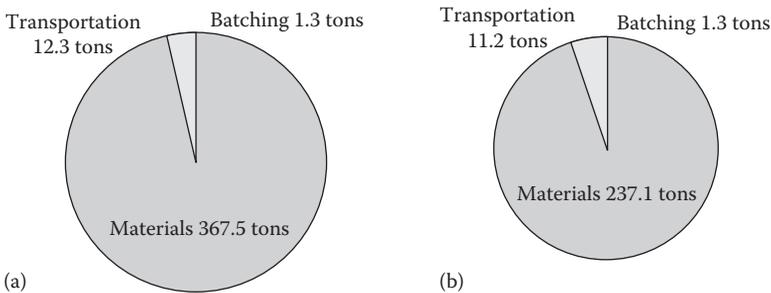 Transportation
12.3 tons
Batching 1.3 tons
Materials 367.5 tons
(a)
Transportation
11.2 tons
Batching 1.3 tons
Materials 237.1 tons
(b)